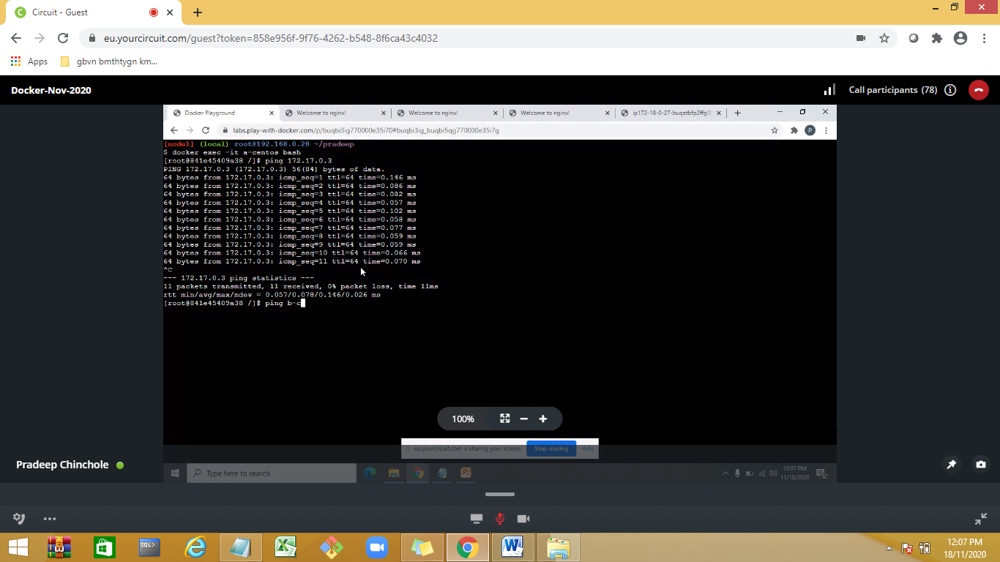 Circuit - Guest
eu.yourcircuit.com/guest?token=858e956f-9f76-4262-b548-8f6ca43c4032
Apps gbvn bmthtygn km...
Docker-Nov-2020
Call participants (78)
Docker Playground Welcome to nginx! Welcome to nginx! Welcome to nginx! ip172-18-0-27-buqatbfp2ffg0
labs.play-with-docker.com/p/buqbi3ig770000e35i70#buqbi3ig_buqbi5qg770000e35i7g
P
[node1] (local) root@192.168.0.28 ~/pradeep
$ docker exec -it a-centos bash
[root@841e45409a38 /]# ping 172.17.0.3
PING 172.17.0.3 (172.17.0.3) 56(84) bytes of data.
64 bytes from 172.17.0.3: icmp_seq=1 ttl=64 time=0.146 ms
64 bytes from 172.17.0.3: icmp_seq=2 ttl=64 time=0.086 ms
64 bytes from 172.17.0.3: icmp_seq=3 ttl=64 time=0.082 ms
64 bytes from 172.17.0.3: icmp_seq=4 ttl=64 time=0.057 ms
64 bytes from 172.17.0.3: icmp_seq=5 ttl=64 time=0.102 ms
64 bytes from 172.17.0.3: icmp_seq=6 ttl=64 time=0.058 ms
64 bytes from 172.17.0.3: icmp_seq=7 ttl=64 time=0.077 ms
64 bytes from 172.17.0.3: icmp_seq=8 ttl=64 time=0.059 ms
64 bytes from 172.17.0.3: icmp_seq=9 ttl=64 time=0.059 ms
64 bytes from 172.17.0.3: icmp_seq=10 ttl=64 time=0.066 ms
64 bytes from 172.17.0.3: icmp_seq=11 ttl=64 time=0.070 ms
^C
--- 172.17.0.3 ping statistics ---
11 packets transmitted, 11 received, 0% packet loss, time 11ms
rtt min/avg/max/mdev = 0.057/0.078/0.146/0.026 ms
[root@841e45409a38 /]# ping b-c
100%
eu.yourcircuit.com is sharing your screen. Stop sharing Hide
Pradeep Chinchole
Type here to search
12:07 PM
11/18/2020
12
SQL>
12:07 PM
18/11/2020